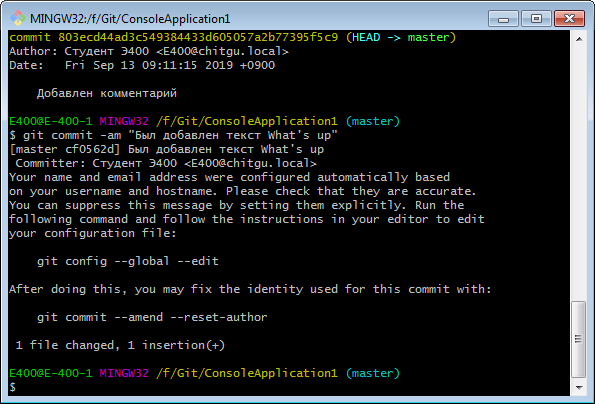 MINGW32:/f/Git/ConsoleApplication1
commit 803ecd44ad3c549384433d605057a2b77395f5c9 (HEAD -> master)
Author: Студент Э400 <E400@chitgu.local>
Date:   Fri Sep 13 09:11:15 2019 +0900
    Добавлен комментарий
E400@E-400-1 MINGW32 /f/Git/ConsoleApplication1 (master)
$ git commit -am "Был добавлен текст What's up"
[master cf0562d] Был добавлен текст What's up
 Committer: Студент Э400 <E400@chitgu.local>
Your name and email address were configured automatically based
on your username and hostname. Please check that they are accurate.
You can suppress this message by setting them explicitly. Run the
following command and follow the instructions in your editor to edit
your configuration file:
    git config --global --edit
After doing this, you may fix the identity used for this commit with:
    git commit --amend --reset-author
 1 file changed, 1 insertion(+)
E400@E-400-1 MINGW32 /f/Git/ConsoleApplication1 (master)
$